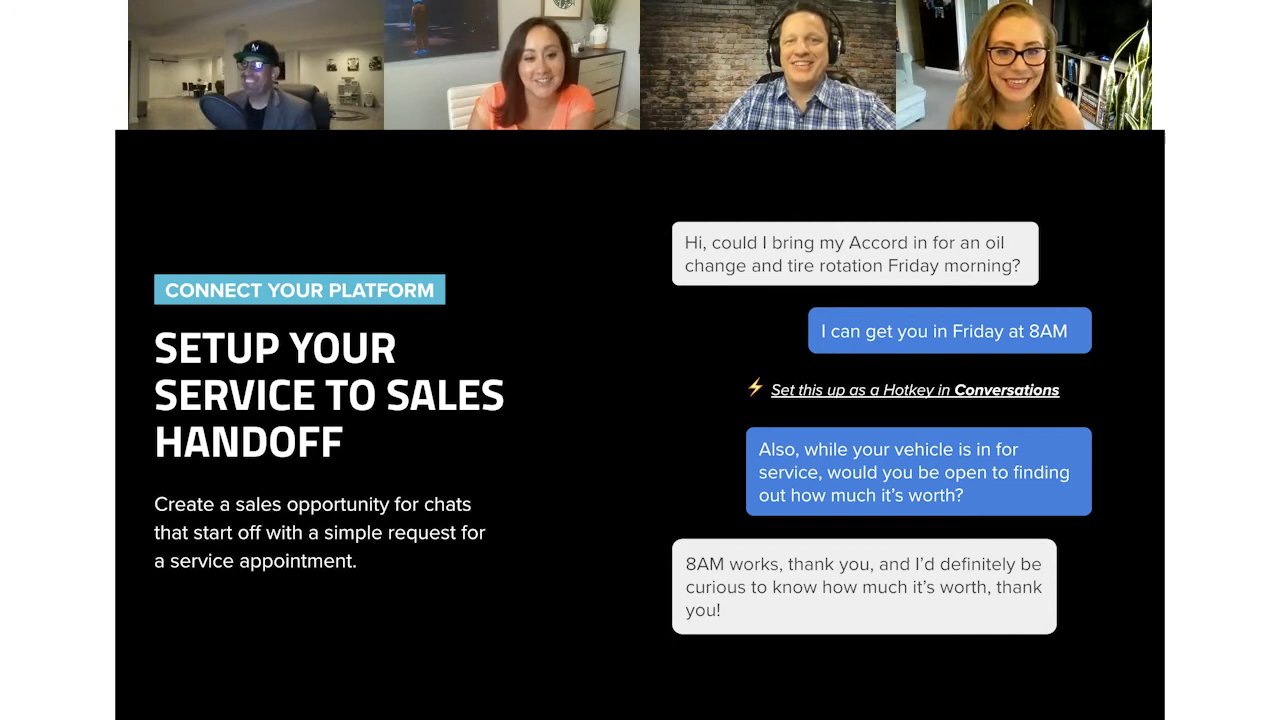 CONNECT YOUR PLATFORM
SETUP YOUR
SERVICE TO SALES
HANDOFF
Create a sales opportunity for chats
that start off with a simple request for
a service appointment.
Hi, could I bring my Accord in for an oil
change and tire rotation Friday morning?
I can get you in Friday at 8AM
⚡ Set this up as a Hotkey in Conversations
Also, while your vehicle is in for
service, would you be open to finding
out how much it’s worth?
8AM works, thank you, and I’d definitely be
curious to know how much it’s worth, thank
you!